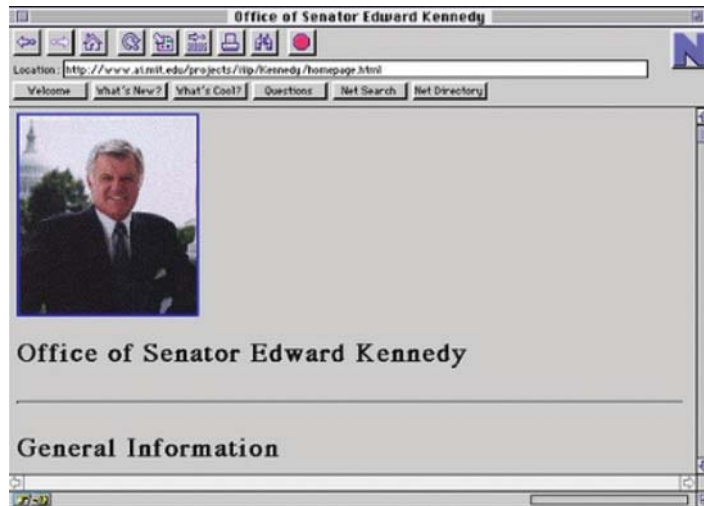 Office of Senator Edward Kennedy
Location: http://www.ai.mit.edu/projects/iiip/Kennedy/homepage.html
Welcome What's New? What's Cool? Questions Net Search Net Directory
N
Office of Senator Edward Kennedy
General Information